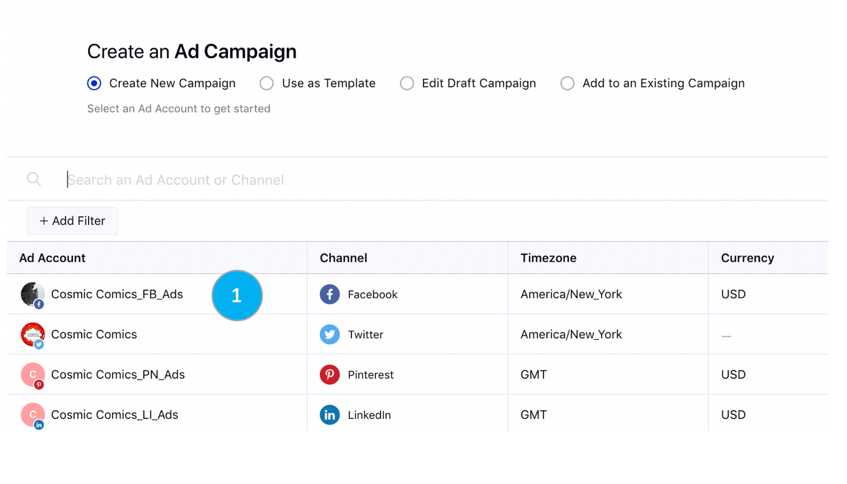 Create an Ad Campaign
Create New Campaign Use as Template Edit Draft Campaign Add to an Existing Campaign
Select an Ad Account to get started
Search an Ad Account or Channel
+ Add Filter
Ad Account Channel Timezone Currency
Cosmic Comics_FB_Ads 1 Facebook America/New_York USD
Cosmic Comics Twitter America/New_York —
C Cosmic Comics_PN_Ads Pinterest GMT USD
C Cosmic Comics_LI_Ads in LinkedIn GMT USD